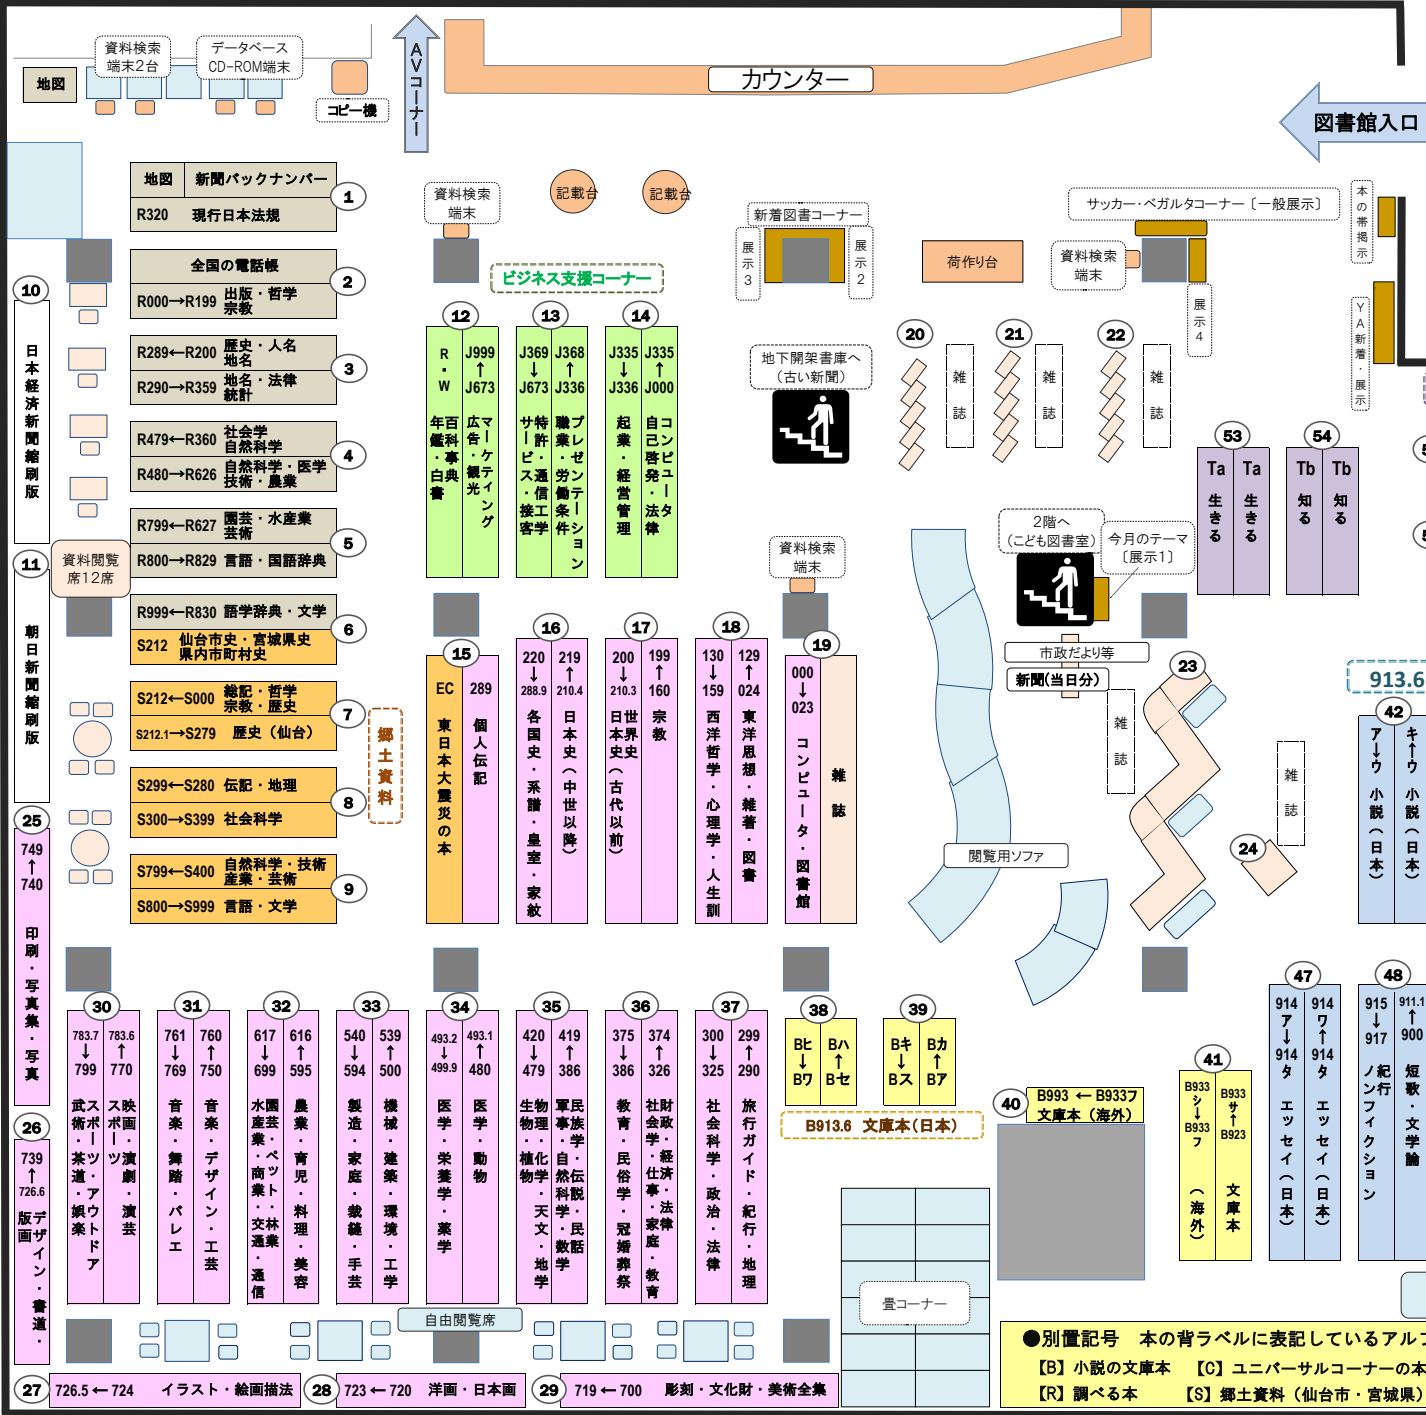 資料検索
端末2台
データベース
CD-ROM端末
地図
コピー機
AVコーナー
カウンター
図書館入口
地図 新聞バックナンバー
R320 現行日本法規
1
全国の電話帳
R000→R199 出版・哲学
宗教
2
R289←R200 歴史・人名
地名
R290→R359 地名・法律
統計
3
R479←R360 社会学
自然科学
R480→R626 自然科学・医学
技術・農業
4
R799←R627 園芸・水産業
芸術
R800→R829 言語・国語辞典
5
R999←R830 語学辞典・文学
S212 仙台市史・宮城県史
県内市町村史
6
S212←S000 総記・哲学
宗教・歴史
S212.1→S279 歴史（仙台）
7
S299←S280 伝記・地理
S300→S399 社会科学
8
S799←S400 自然科学・技術
産業・芸術
S800→S999 言語・文学
9
10
日本経済新聞縮刷版
11
朝日新聞縮刷版
資料閲覧
席12席
郷土資料
資料検索
端末
記載台
記載台
ビジネス支援コーナー
12
R・W
百科事典
年鑑・白書
J999
↑
J673
マーケティング
広告・観光
13
J369
↓
J673
特許・通信工学
サービス・接客
J368
↑
J336
プレゼンテーション
職業・労働条件
14
J335
↓
J336
起業・経営管理
J335
↑
J000
コンピュータ
自己啓発・法律
新着図書コーナー
展示3
展示2
荷作り台
サッカー・ベガルタコーナー〔一般展示〕
資料検索
端末
展示4
本の帯掲示
YA新着・展示
地下開架書庫へ
（古い新聞）
20
雑誌
21
雑誌
22
雑誌
53
Ta
生きる
Ta
生きる
54
Tb
知る
Tb
知る
2階へ
（こども図書室）
今月のテーマ
〔展示1〕
資料検索
端末
市政だより等
新聞(当日分)
15
EC
東日本大震災の本
289
個人伝記
16
220
↓
288.9
各国史・系譜・皇室・家紋
219
↑
210.4
日本史（中世以降）
17
200
↓
210.3
世界史
日本史（古代以前）
199
↑
160
宗教
18
130
↓
159
西洋哲学・心理学・人生訓
129
↑
024
東洋思想・雑著・図書
19
000
↓
023
コンピュータ・図書館
雑誌
23
雑誌
雑誌
24
閲覧用ソファ
913.6
42
ア→ウ 小説（日本）
キ←ウ 小説（日本）
25
749
↑
740
印刷・写真集・写真
26
739
↑
726.6
デザイン・書道・
版画
27
726.5 ← 724 イラスト・絵画描法
28
723 ← 720 洋画・日本画
29
719 ← 700 彫刻・文化財・美術全集
30
783.7
↓
799
スポーツ・アウトドア
武術・茶道・娯楽
783.6
↑
770
映画・演劇・演芸
スポーツ
31
761
↓
769
音楽・舞踏・バレエ
760
↑
750
音楽・デザイン・工芸
32
617
↓
699
園芸・ペット・林業
水産業・商業・交通・通信
616
↑
595
農業・育児・料理・美容
33
540
↓
594
製造・家庭・裁縫・手芸
539
↑
500
機械・建築・環境・工学
34
493.2
↓
499.9
医学・栄養学・薬学
493.1
↑
480
医学・動物
35
420
↓
479
物理・化学・天文・地学
生物・植物
419
↑
386
民族学・伝説・民話
軍事・自然科学・数学
36
375
↓
386
教育・民俗学・冠婚葬祭
374
↑
326
財政・経済・法律
社会学・仕事・家庭・教育
37
300
↓
325
社会科学・政治・法律
299
↑
290
旅行ガイド・紀行・地理
38
Bヒ
↓
Bワ
Bハ
↑
Bセ
39
Bキ
↓
Bス
Bカ
↑
Bア
B913.6 文庫本（日本）
40
B993 ← B933フ
文庫本（海外）
41
B933
シ↓
B933
フ
（海外）
B933
サ↑
B923
文庫本
47
914
ア↓
914タ
エッセイ（日本）
914
ワ↑
914タ
エッセイ（日本）
48
915
↓
917
紀行
ノンフィクション
911.1
↑
900
短歌・文学論
自由閲覧席
畳コーナー
●別置記号 本の背ラベルに表記しているアルフ
【B】小説の文庫本 【C】ユニバーサルコーナーの本
【R】調べる本 【S】郷土資料（仙台市・宮城県）